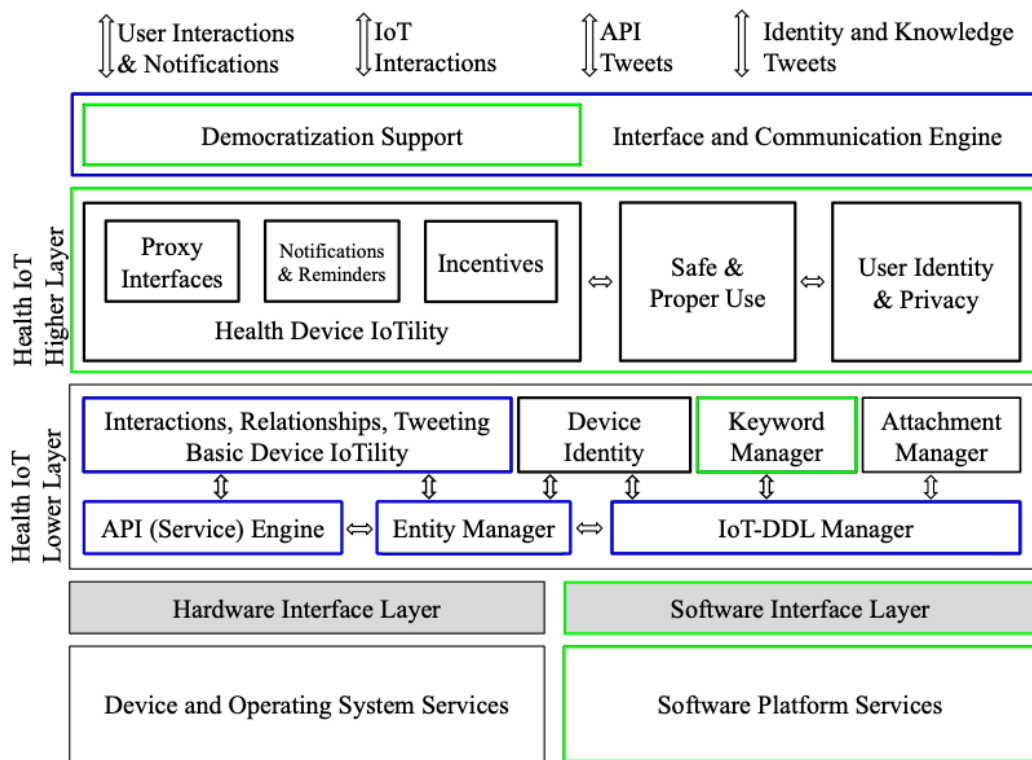 User Interactions
& Notifications
IoT
Interactions
API
Tweets
Identity and Knowledge
Tweets
Democratization Support
Interface and Communication Engine
Health IoT
Higher Layer
Proxy
Interfaces
Notifications
& Reminders
Incentives
Health Device IoTility
Safe &
Proper Use
User Identity
& Privacy
Health IoT
Lower Layer
Interactions, Relationships, Tweeting
Basic Device IoTility
Device
Identity
Keyword
Manager
Attachment
Manager
API (Service) Engine
Entity Manager
IoT-DDL Manager
Hardware Interface Layer
Software Interface Layer
Device and Operating System Services
Software Platform Services